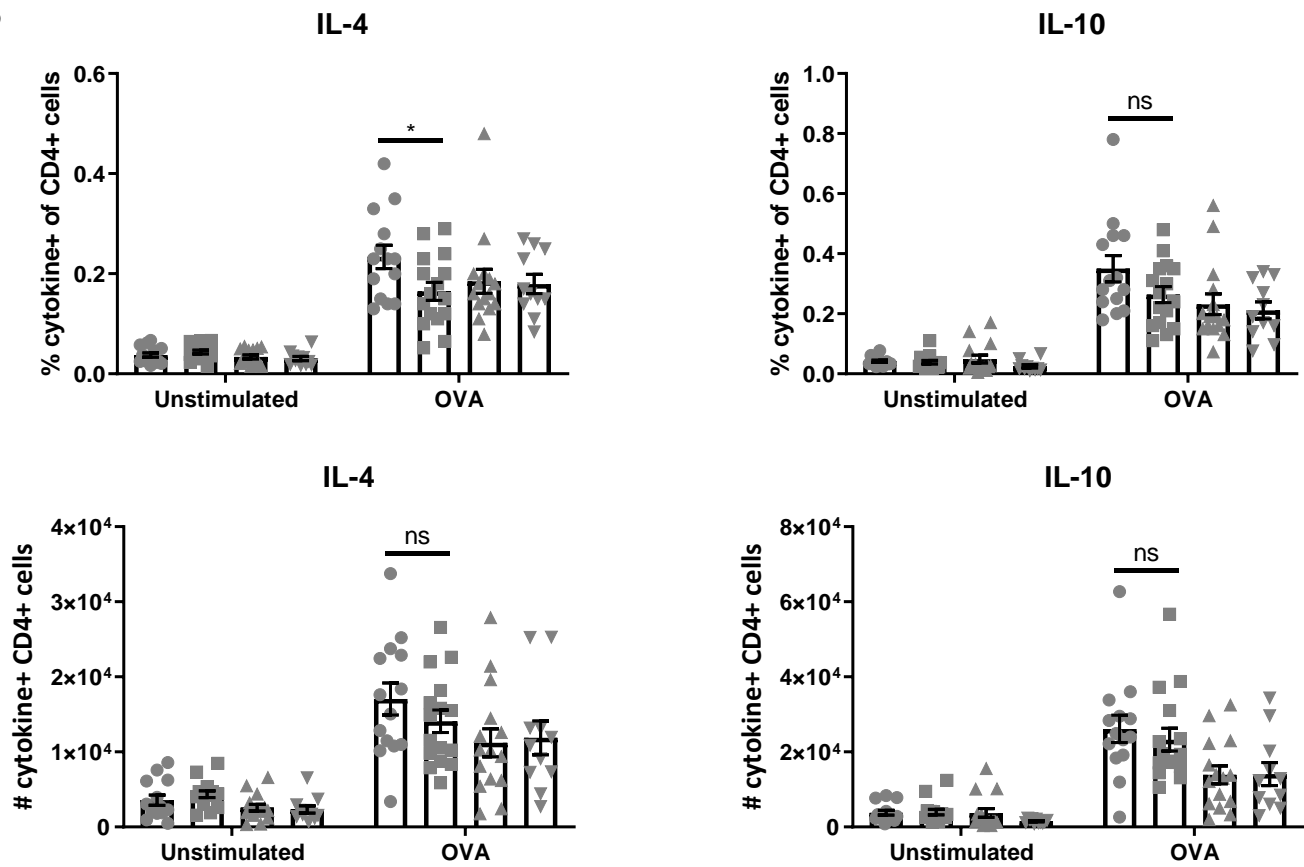 IL-4
% cytokine+ of CD4+ cells
0.6
0.4
0.2
0.0
*
Unstimulated
OVA
IL-10
% cytokine+ of CD4+ cells
1.0
0.8
0.6
0.4
0.2
0.0
ns
Unstimulated
OVA
IL-4
# cytokine+ CD4+ cells
4×10⁴
3×10⁴
2×10⁴
1×10⁴
0
ns
Unstimulated
OVA
IL-10
# cytokine+ CD4+ cells
8×10⁴
6×10⁴
4×10⁴
2×10⁴
0
ns
Unstimulated
OVA